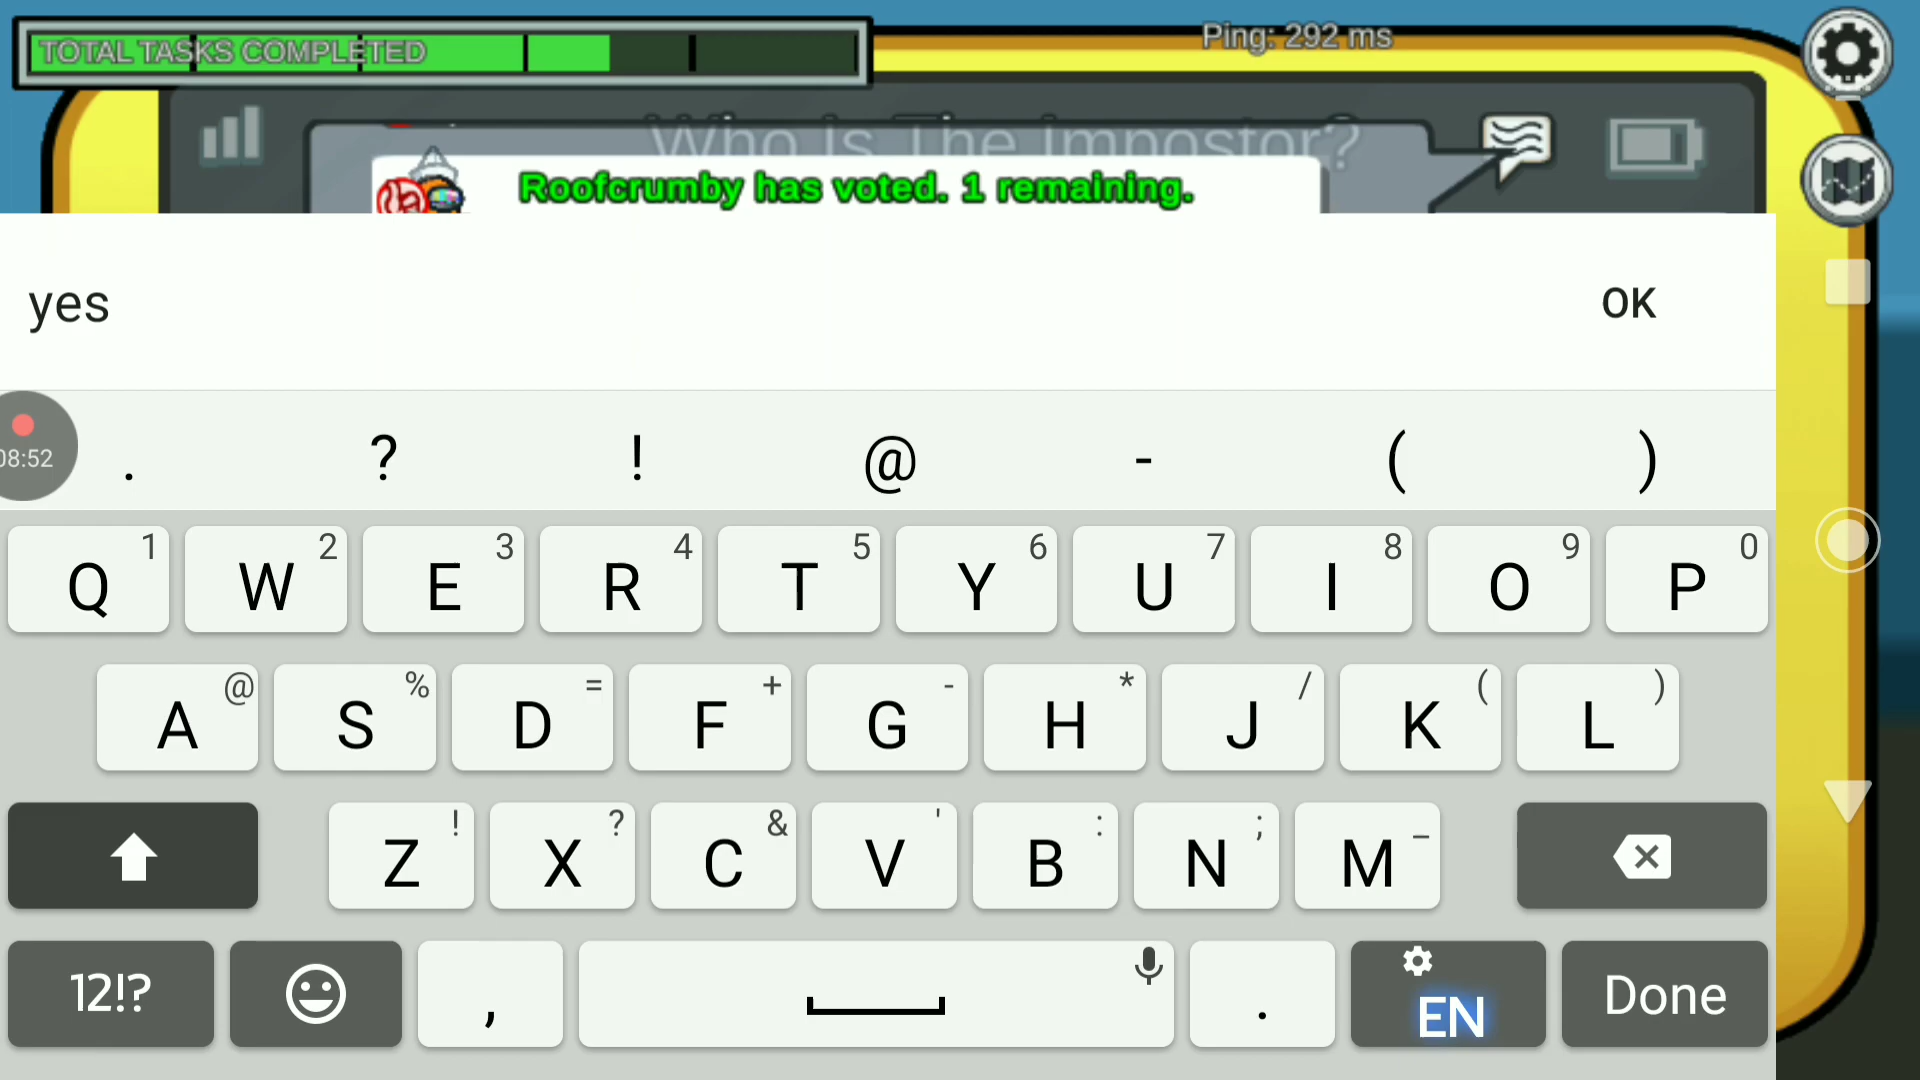 TOTAL TASKS COMPLETED
Ping: 292 ms
Who Is The Impostor?
Roofcrumby has voted. 1 remaining.
yes
OK
08:52
. ? ! @ - ( )
1 2 3 4 5 6 7 8 9 0
Q W E R T Y U I O P
@ % = + - * / ( )
A S D F G H J K L
! ? & ' : ; _
Z X C V B N M
12!? , . EN Done